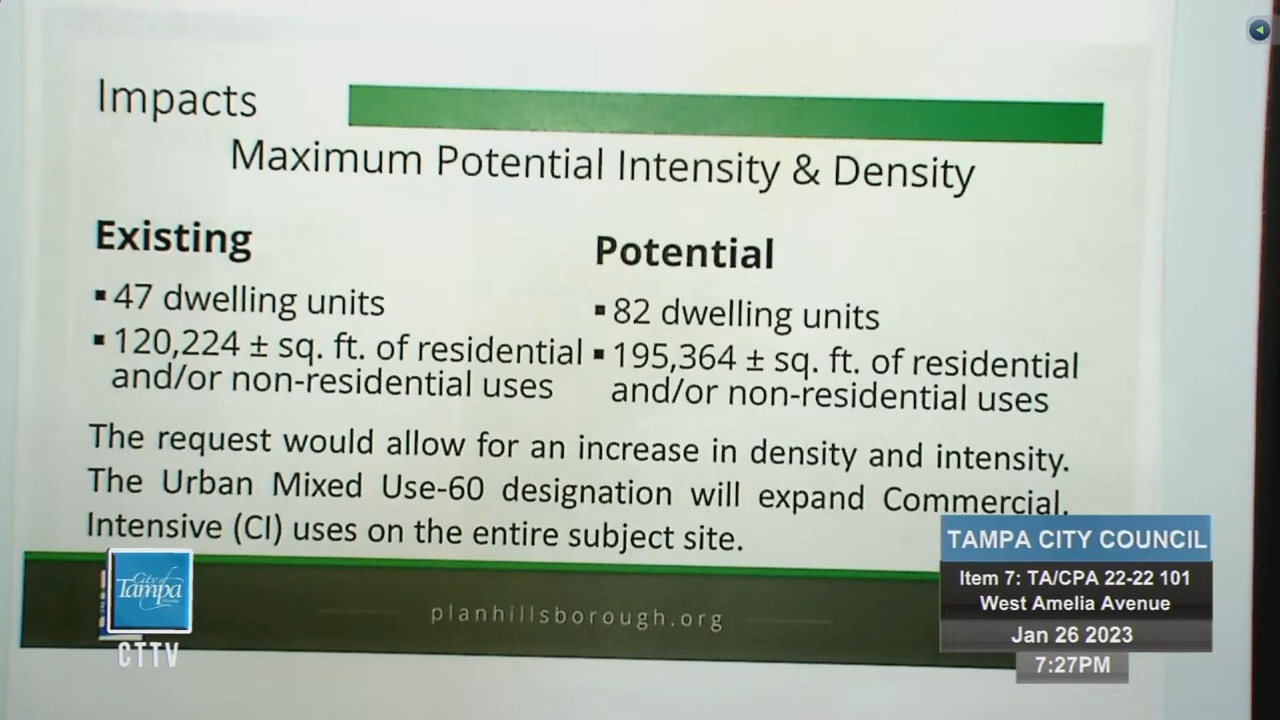 Impacts
Maximum Potential Intensity & Density
Existing
▪ 47 dwelling units
▪ 120,224 ± sq. ft. of residential
and/or non-residential uses
Potential
▪ 82 dwelling units
▪ 195,364 ± sq. ft. of residential
and/or non-residential uses
The request would allow for an increase in density and intensity.
The Urban Mixed Use-60 designation will expand Commercial.
Intensive (CI) uses on the entire subject site.
planhillsborough.org
City of
Tampa
CTTV
TAMPA CITY COUNCIL
Item 7: TA/CPA 22-22 101
West Amelia Avenue
Jan 26 2023
7:27PM